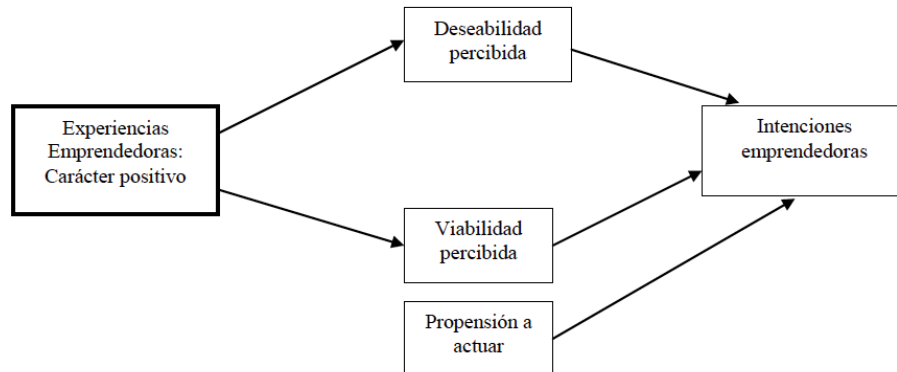 Deseabilidad
percibida
Experiencias
Emprendedoras:
Carácter positivo
Intenciones
emprendedoras
Viabilidad
percibida
Propensión a
actuar